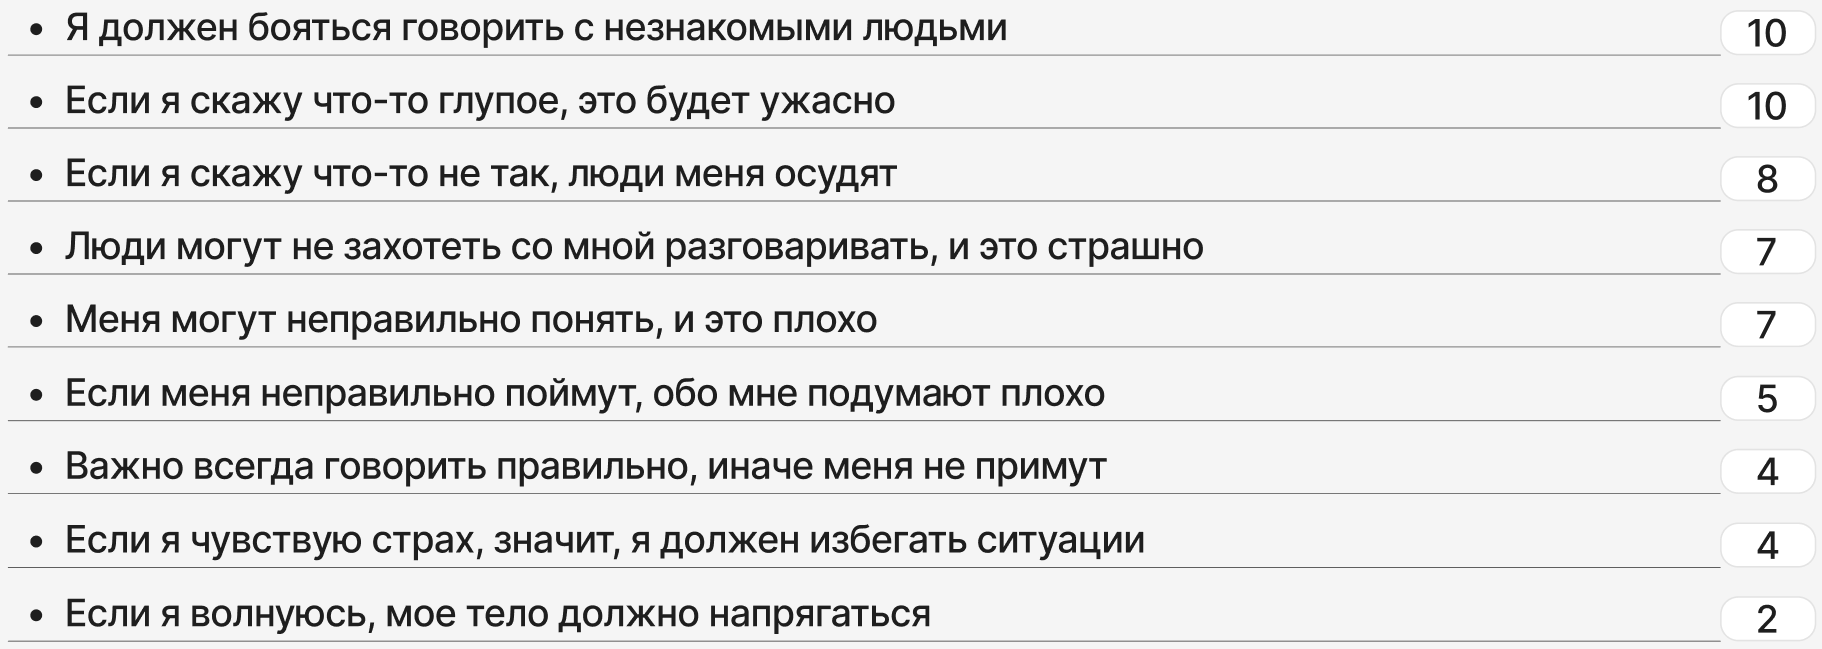 • Я должен бояться говорить с незнакомыми людьми 10
• Если я скажу что-то глупое, это будет ужасно 10
• Если я скажу что-то не так, люди меня осудят 8
• Люди могут не захотеть со мной разговаривать, и это страшно 7
• Меня могут неправильно понять, и это плохо 7
• Если меня неправильно поймут, обо мне подумают плохо 5
• Важно всегда говорить правильно, иначе меня не примут 4
• Если я чувствую страх, значит, я должен избегать ситуации 4
• Если я волнуюсь, мое тело должно напрягаться 2